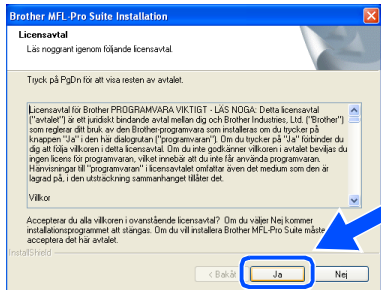 Brother MFL-Pro Suite Installation
Licensavtal
Läs noggrant igenom följande licensavtal.
Tryck på PgDn för att visa resten av avtalet.
Licensavtal för Brother PROGRAMVARA VIKTIGT - LÄS NOGA: Detta licensavtal
("avtalet") är ett juridiskt bindande avtal mellan dig och Brother Industries, Ltd. ("Brother")
som reglerar ditt bruk av den Brother-programvara som installeras om du trycker på
knappen "Ja" i den här dialogrutan ("programvaran"). Om du trycker på "Ja" förbinder du
dig att följa villkoren i detta licensavtal. Om du inte godkänner villkoren i avtalet beviljas du
ingen licens för programvaran, vilket innebär att du inte får använda programvaran.
Hänvisningar till "programvaran" i licensavtalet omfattar även det medium som den är
lagrad på, i den utsträckning sammanhanget tillåter det.
Villkor
Accepterar du alla villkoren i ovanstående licensavtal? Om du väljer Nej kommer
installationsprogrammet att stängas. Om du vill installera Brother MFL-Pro Suite måste
acceptera det här avtalet.
InstallShield
< Bakåt
Ja
Nej